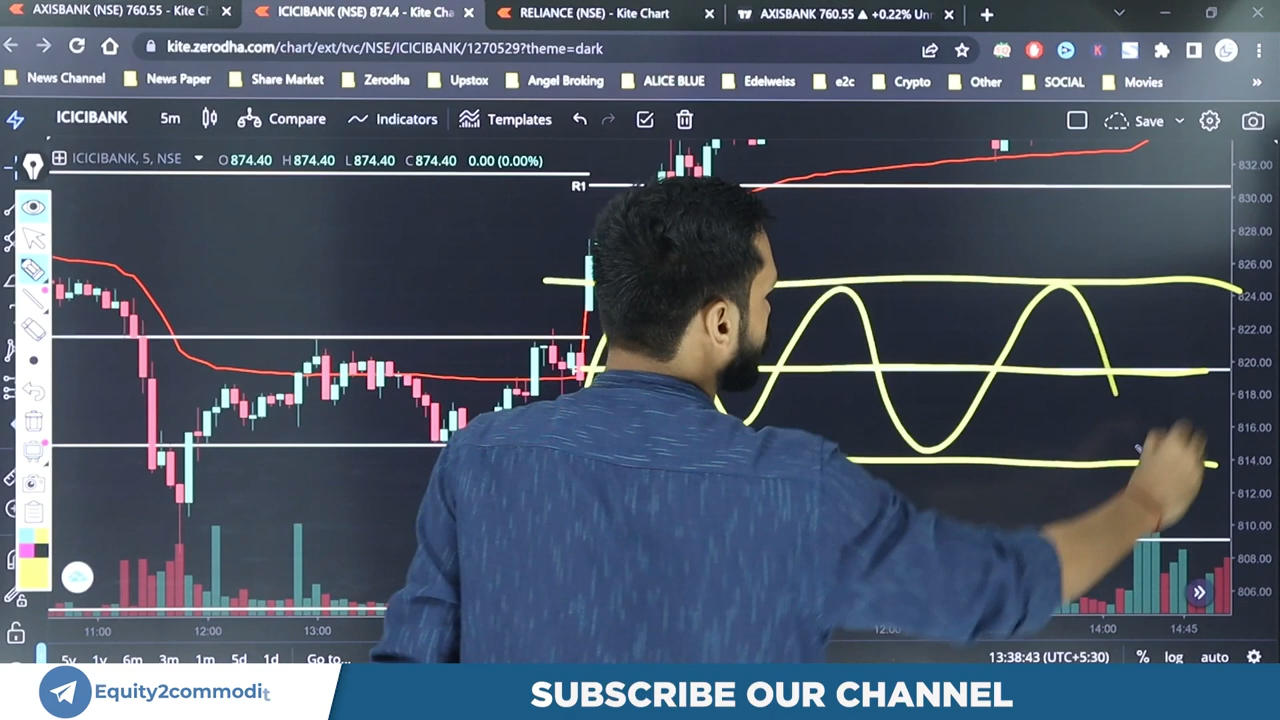 AXISBANK 760.55 - Kite Ch
ICICIBANK (NSE) 874.4 - Kite Cha
RELIANCE (NSE) - Kite Chart
AXISBANK 760.55 ▲ +0.22% Un
kite.zerodha.com/chart/ext/tvc/NSE/ICICIBANK/1270529?theme=dark
News Channel
News Paper
Share Market
Zerodha
Upstox
Angel Broking
ALICE BLUE
Edelweiss
e2c
Crypto
Other
SOCIAL
Movies
ICICIBANK
5m
Compare
Indicators
Templates
Save
ICICIBANK, 5, NSE
O874.40 H874.40 L874.40 C874.40 0.00 (0.00%)
R1
832.00
830.00
828.00
826.00
824.00
822.00
820.00
818.00
816.00
814.00
812.00
810.00
808.00
806.00
11:00
12:00
13:00
12:00
14:00
14:45
5y 1y 6m 3m 1m 5d 1d Go to...
13:38:43 (UTC+5:30) % log auto
Equity2commodit
SUBSCRIBE OUR CHANNEL